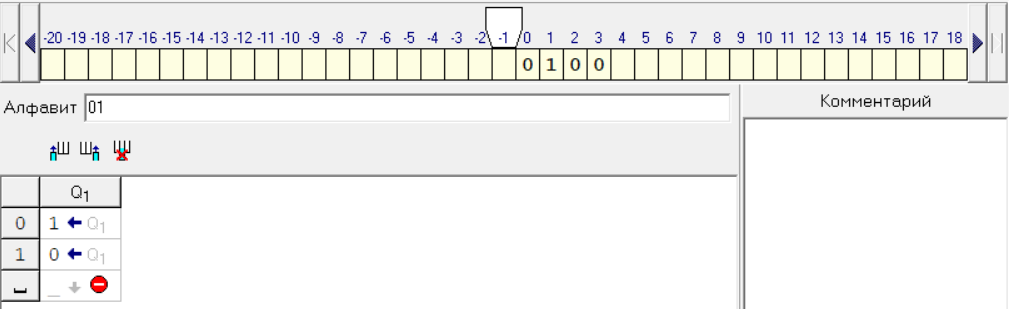 -20 -19 -18 -17 -16 -15 -14 -13 -12 -11 -10 -9 -8 -7 -6 -5 -4 -3 -2 -1 0 1 2 3 4 5 6 7 8 9 10 11 12 13 14 15 16 17 18
0 1 0 0
Алфавит 01
Комментарий
Q1
0 1 ← Q1
1 0 ← Q1
␣ _ ↓